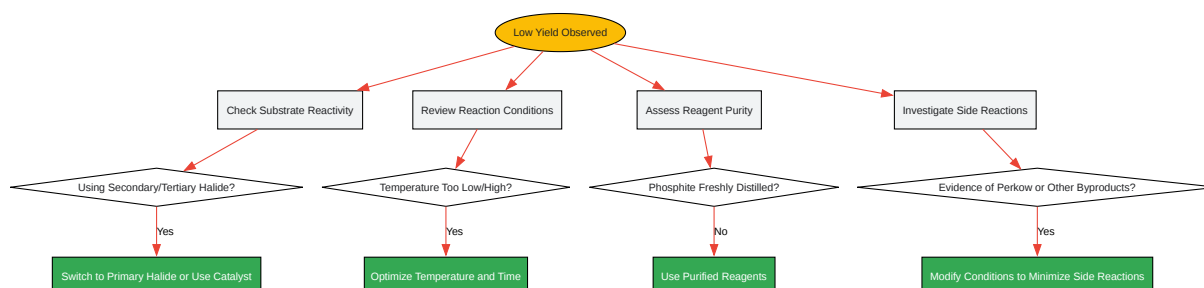 Low Yield Observed
Check Substrate Reactivity
Review Reaction Conditions
Assess Reagent Purity
Investigate Side Reactions
Using Secondary/Tertiary Halide?
Temperature Too Low/High?
Phosphite Freshly Distilled?
Evidence of Perkow or Other Byproducts?
Yes
Yes
No
Yes
Switch to Primary Halide or Use Catalyst
Optimize Temperature and Time
Use Purified Reagents
Modify Conditions to Minimize Side Reactions